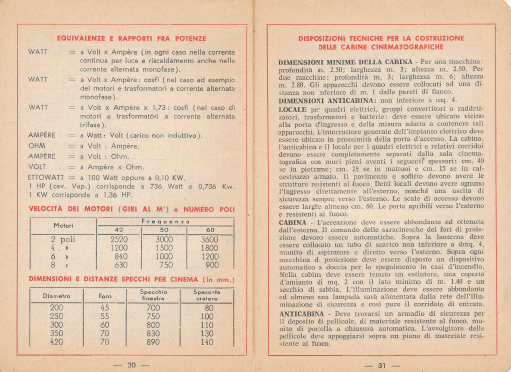 EQUIVALENZE E RAPPORTI FRA POTENZE
WATT = a Volt x Ampère (in ogni caso nella corrente
continua per luce e riscaldamento anche nella
corrente alternata monofase).
WATT = a Volt x Ampère: cosfi (nel caso ad esempio
dei motori e trasformatori a corrente alternata
monofase).
WATT = a Volt x Ampère x 1,73: cosfi (nel caso di
motori o trasformatòri a corrente alternata
trifase).
AMPÈRE = a Watt: Volt (carico non induttivo).
OHM = a Volt: Ampère.
AMPÈRE = a Volt: Ohm.
VOLT = a Ampère x Ohm.
ETTOWATT = a 100 Watt oppure a 0,10 KW.
1 HP (cav. Vap.) corrisponde a 736 Watt o 0,736 Kw.
1 KW corrisponde a 1,36 HP.
VELOCITÀ DEI MOTORI (GIRI AL M') e NUMERO POLI
Motori Frequenza
42 50 60
2 poli 2520 3000 3600
4 » 1200 1500 1800
6 » 840 1000 1200
8 » 630 750 900
DIMENSIONI E DISTANZE SPECCHI PER CINEMA (in mm.)
Diametro Foro Specchio finestra Specchio cratere
200 45 700 80
250 55 750 100
300 60 800 110
350 70 830 130
420 70 890 140
— 30 —
DISPOSIZIONI TECNICHE PER LA COSTRUZIONE
DELLE CABINE CINEMATOGRAFICHE
DIMENSIONI MINIME DELLA CABINA - Per una macchina:
profondità m. 2.50; larghezza m. 3; altezza m. 2.50. Per
due macchine: profondità m. 3; larghezza m. 6; altezza
m. 2.80. Gli apparecchi devono essere collocati ad una di-
stanza non inferiore di m. 1 dalle pareti di fianco.
DIMENSIONI ANTICABINA: non inferiore a mq. 4.
LOCALE per quadri elettrici, gruppi convertitori o raddriz-
zatori, trasformatori a batterie: deve essere ubicato vicino
alla porta d'ingresso e della misura adatta a contenere tali
apparecchi. L'interruttore generale dell'impianto elettrico deve
essere ubicato in prossimità della porta d'accesso. La cabina,
l'anticabina e il locale per i quadri elettrici e relativi corridoi
devono essere completamente separati dalla sala cinema-
tografica con muri pieni aventi i seguenti spessori: cm. 40
se in pietrame; cm. 25 se in mattoni e cm. 15 se in cal-
cestruzzo armato. Il pavimento e soffitto devono avere le
strutture resistenti al fuoco. Detti locali devono avere ognuno
l'ingresso direttamente all'esterno, nonché una uscita di
sicurezza sempre verso l'esterno. Le scale di accesso devono
essere larghe almeno cm. 60. Le porte apribili verso l'esterno
e resistenti al fuoco.
CABINA - L'aereazione deve essere abbondante ed ottenuta
dall'esterno. Il comando delle saracinesche dei fori di proie-
zione devono essere automatiche. Sopra la lanterna deve
essere collocato un tubo di scarico non inferiore a dmq. 4,
munito di aspiratore e diretto verso l'esterno. Sopra ogni
macchina di proiezione deve essere disposto un dispositivo
automatico a doccia per lo spegnimento in casi d'incendio.
Nella cabina deve essere tenuto un estintore, una coperta
d'amianto di mq. 2 con il lato minimo di m. 1.40 e un
secchio di sabbia. L'illuminazione deve essere abbondante
ed almeno una lampada sarà alimentata dalla rete dell'illu-
minazione di sicurezza e così pure il corridoio di entrata.
ANTICABINA - Deve trovarsi un armadio di sicurezza per
il deposito di pellicole, di materiale resistente al fuoco, mu-
nito di porcella a chiusura automatica. L'avvolgitore delle
pellicole deve appoggiarsi sopra un piano di materiale resi-
stente al fuoco.
— 31 —